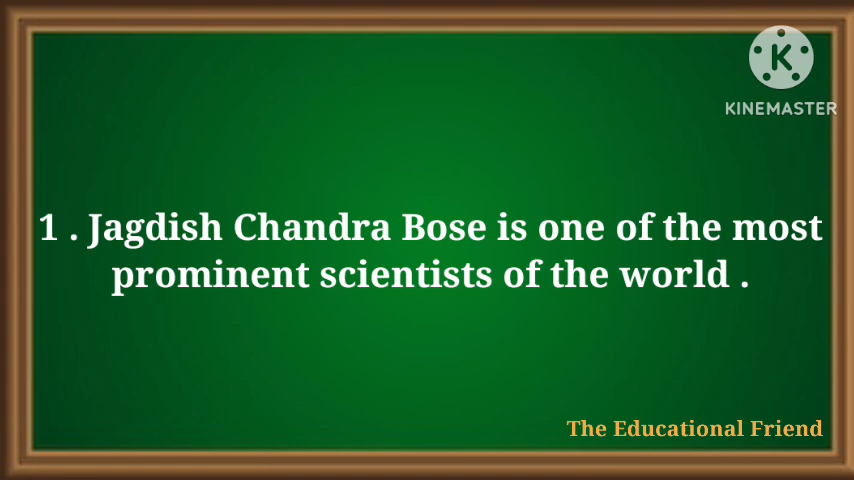 K
KINEMASTER
1 . Jagdish Chandra Bose is one of the most
prominent scientists of the world .
The Educational Friend